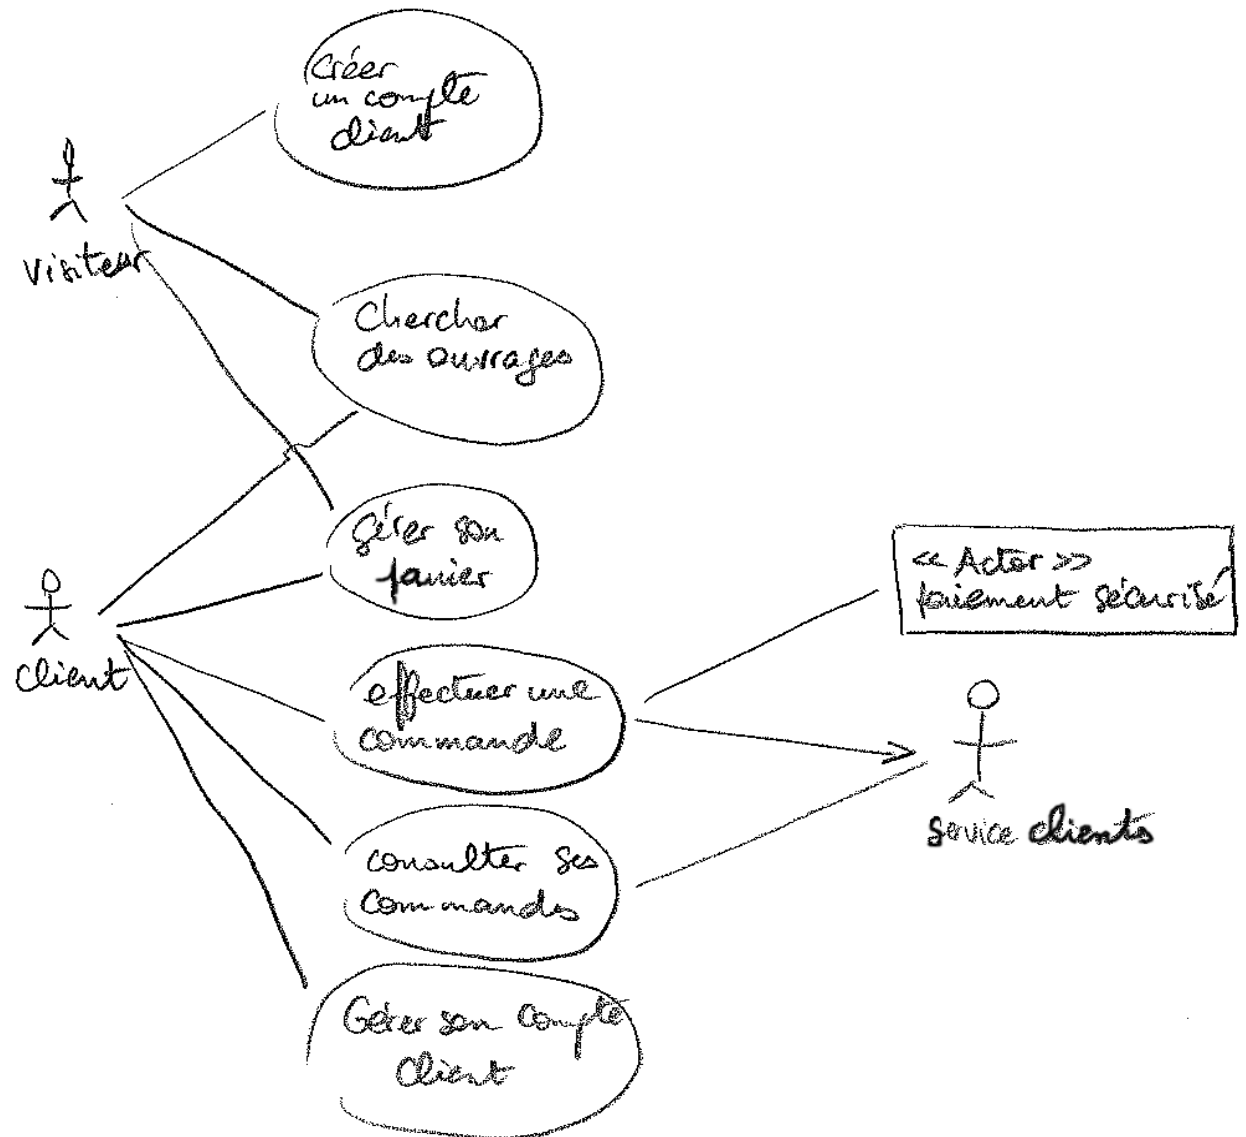 Créer
un compte
client
visiteur
Chercher
des ouvrages
gérer son
panier
<< Actor >>
paiement sécurisé
client
effectuer une
commande
service clients
consulter ses
commandes
Gérer son compte
client